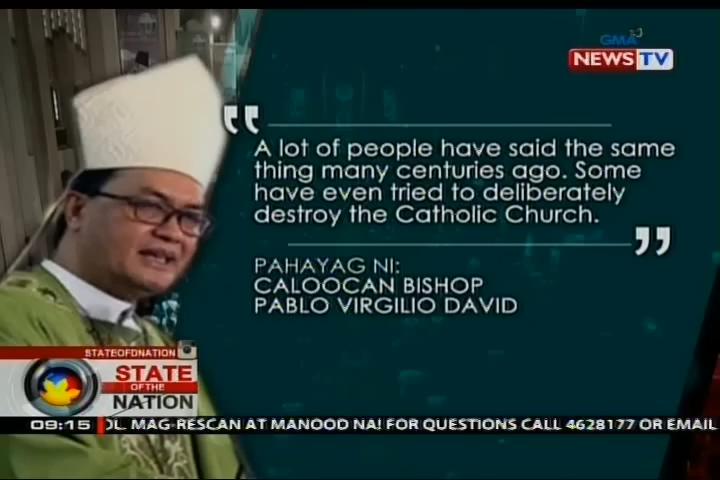 GMA
NEWS TV
“
A lot of people have said the same
thing many centuries ago. Some
have even tried to deliberately
destroy the Catholic Church.
”
PAHAYAG NI:
CALOOCAN BISHOP
PABLO VIRGILIO DAVID
STATEOFDNATION
STATE
OF THE
NATION
09:15 OL. MAG-RESCAN AT MANOOD NA! FOR QUESTIONS CALL 4628177 OR EMAIL